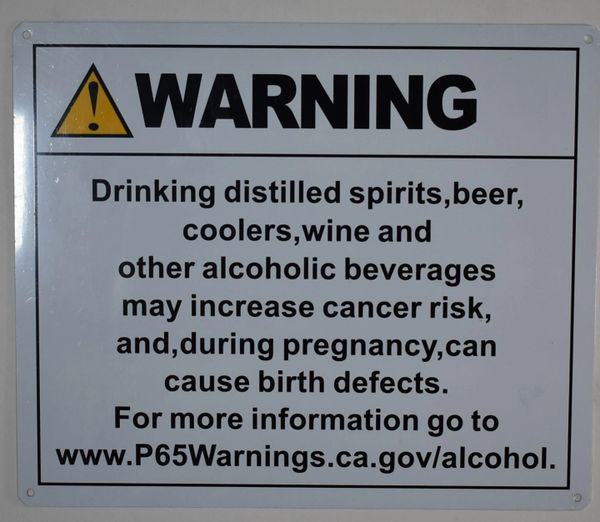 WARNING
Drinking distilled spirits,beer,
coolers,wine and
other alcoholic beverages
may increase cancer risk,
and,during pregnancy,can
cause birth defects.
For more information go to
www.P65Warnings.ca.gov/alcohol.